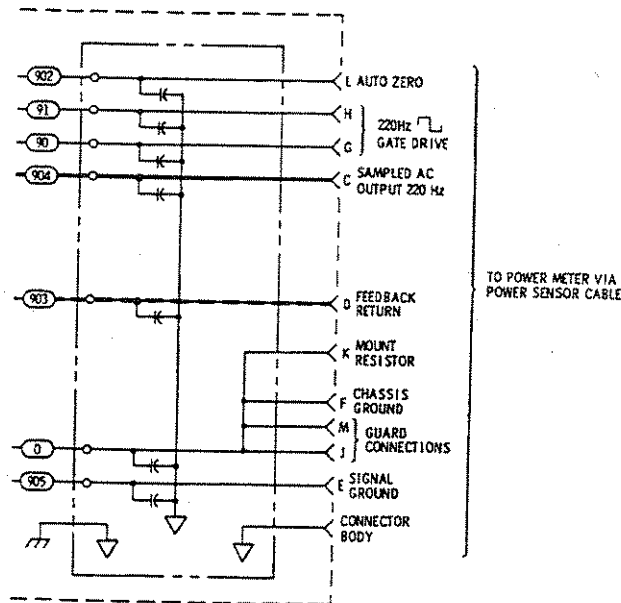 902
L AUTO ZERO
91
H
220Hz
GATE DRIVE
90
G
904
C SAMPLED AC
OUTPUT 220 Hz
TO POWER METER VIA
POWER SENSOR CABLE
903
D FEEDBACK
RETURN
K MOUNT
RESISTOR
F CHASSIS
GROUND
M
GUARD
CONNECTIONS
0
J
905
E SIGNAL
GROUND
CONNECTOR
BODY